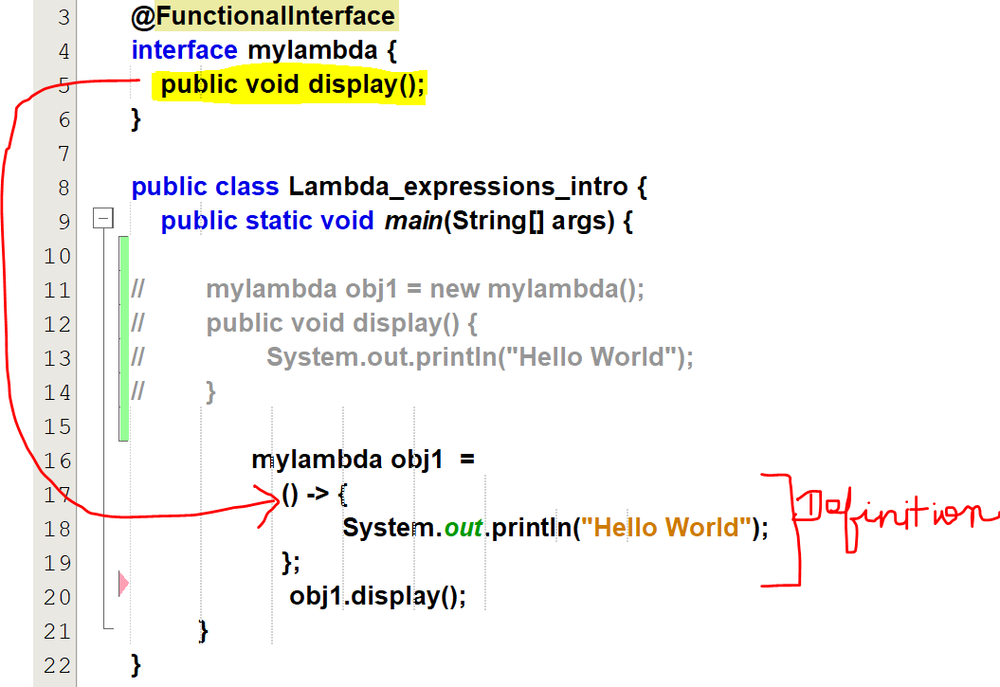 3 @FunctionalInterface
4 interface mylambda {
5 public void display();
6 }
7
8 public class Lambda_expressions_intro {
9 public static void main(String[] args) {
10
11 // mylambda obj1 = new mylambda();
12 // public void display() {
13 // System.out.println("Hello World");
14 // }
15
16 mylambda obj1 =
17 () -> {
18 System.out.println("Hello World");
19 };
20 obj1.display();
21 }
22 }
Definition